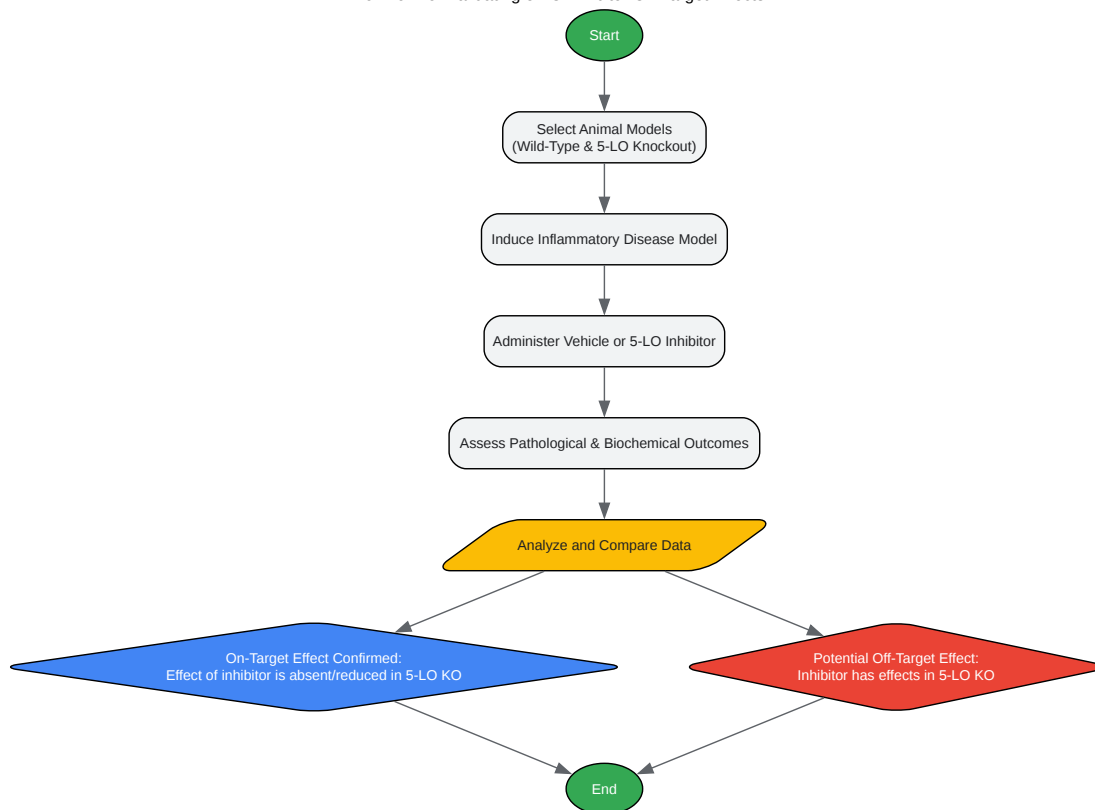 Start
Select Animal Models
(Wild-Type & 5-LO Knockout)
Induce Inflammatory Disease Model
Administer Vehicle or 5-LO Inhibitor
Assess Pathological & Biochemical Outcomes
Analyze and Compare Data
On-Target Effect Confirmed:
Effect of inhibitor is absent/reduced in 5-LO KO
Potential Off-Target Effect:
Inhibitor has effects in 5-LO KO
End